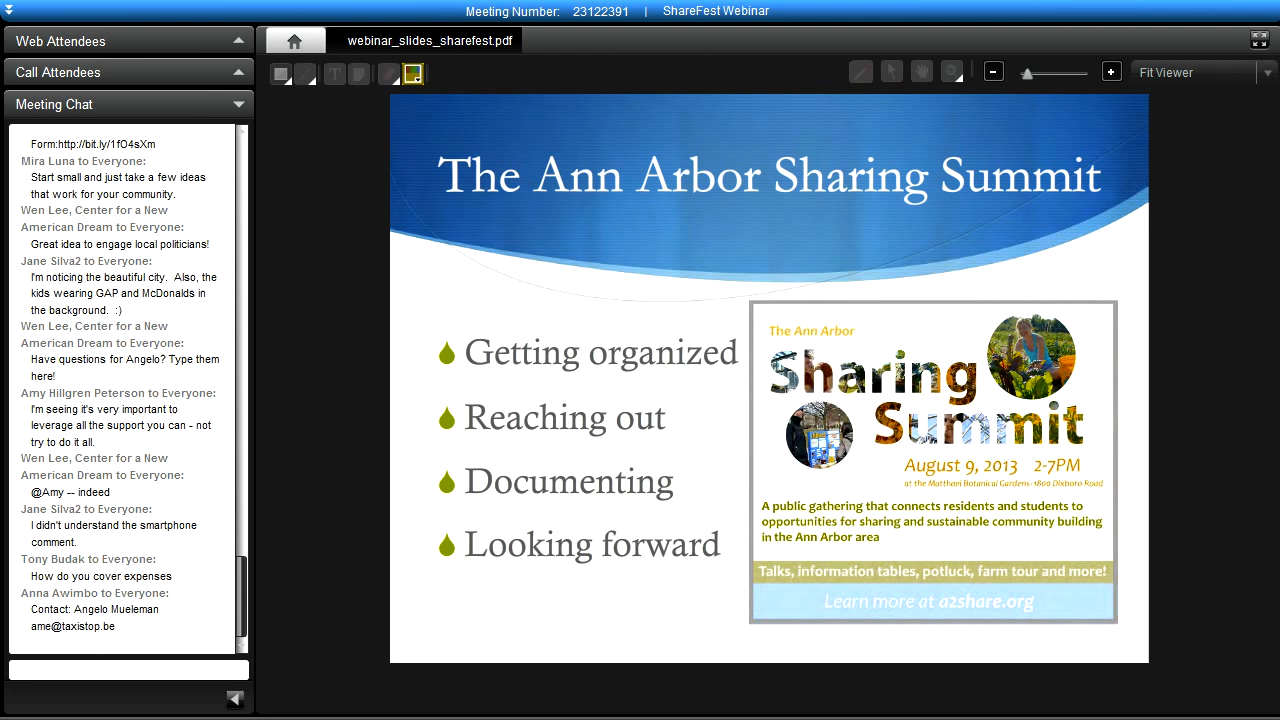 Meeting Number: 23122391 | ShareFest Webinar
Web Attendees
Call Attendees
Meeting Chat
Form:http://bit.ly/1fO4sXm
Mira Luna to Everyone:
Start small and just take a few ideas
that work for your community.
Wen Lee, Center for a New
American Dream to Everyone:
Great idea to engage local politicians!
Jane Silva2 to Everyone:
I'm noticing the beautiful city. Also, the
kids wearing GAP and McDonalds in
the background. :)
Wen Lee, Center for a New
American Dream to Everyone:
Have questions for Angelo? Type them
here!
Amy Hillgren Peterson to Everyone:
I'm seeing it's very important to
leverage all the support you can - not
try to do it all.
Wen Lee, Center for a New
American Dream to Everyone:
@Amy -- indeed
Jane Silva2 to Everyone:
I didn't understand the smartphone
comment.
Tony Budak to Everyone:
How do you cover expenses
Anna Awimbo to Everyone:
Contact: Angelo Mueleman
ame@taxistop.be
webinar_slides_sharefest.pdf
T
Fit Viewer
The Ann Arbor Sharing Summit
Getting organized
Reaching out
Documenting
Looking forward
The Ann Arbor
Sharing
Summit
August 9, 2013 2-7PM
at the Matthaei Botanical Gardens-1800 Dixboro Road
A public gathering that connects residents and students to
opportunities for sharing and sustainable community building
in the Ann Arbor area
Talks, information tables, potluck, farm tour and more!
Learn more at a2share.org